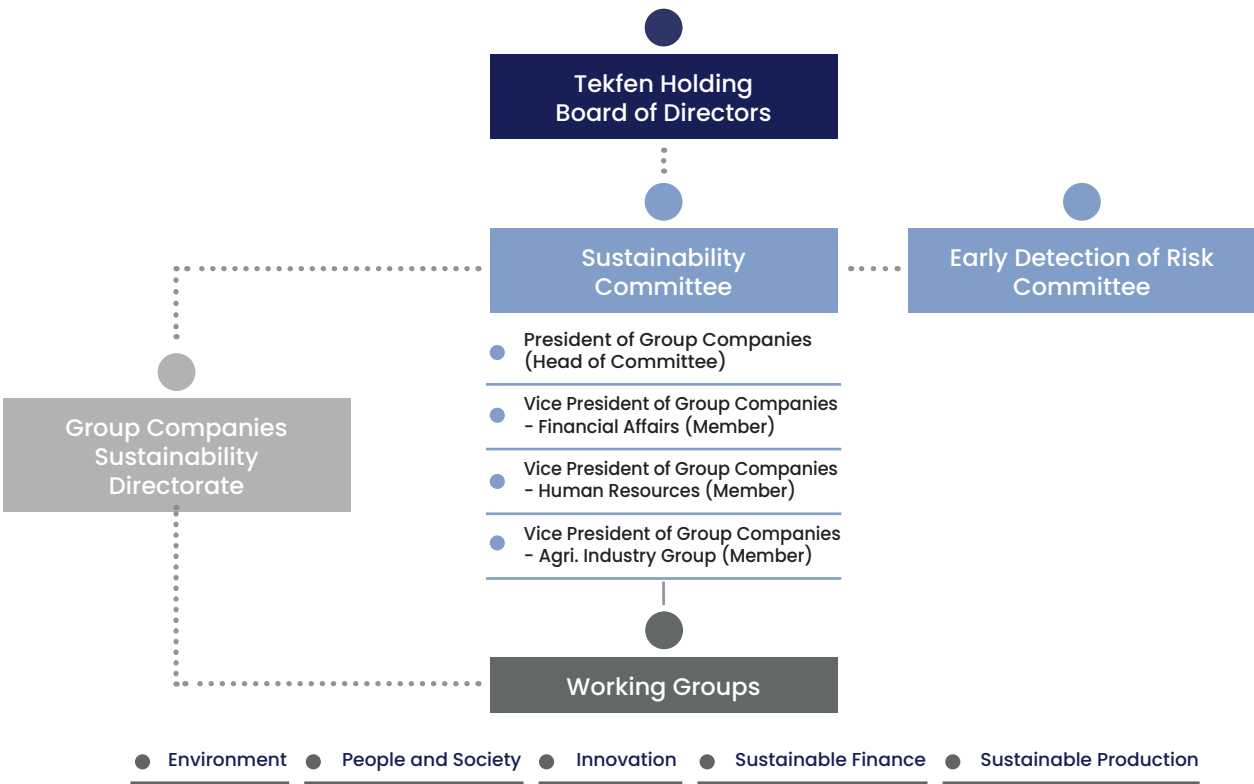 Tekfen Holding
Board of Directors
Sustainability
Committee
Early Detection of Risk
Committee
President of Group Companies
(Head of Committee)
Vice President of Group Companies
- Financial Affairs (Member)
Vice President of Group Companies
- Human Resources (Member)
Vice President of Group Companies
- Agri. Industry Group (Member)
Group Companies
Sustainability
Directorate
Working Groups
Environment
People and Society
Innovation
Sustainable Finance
Sustainable Production